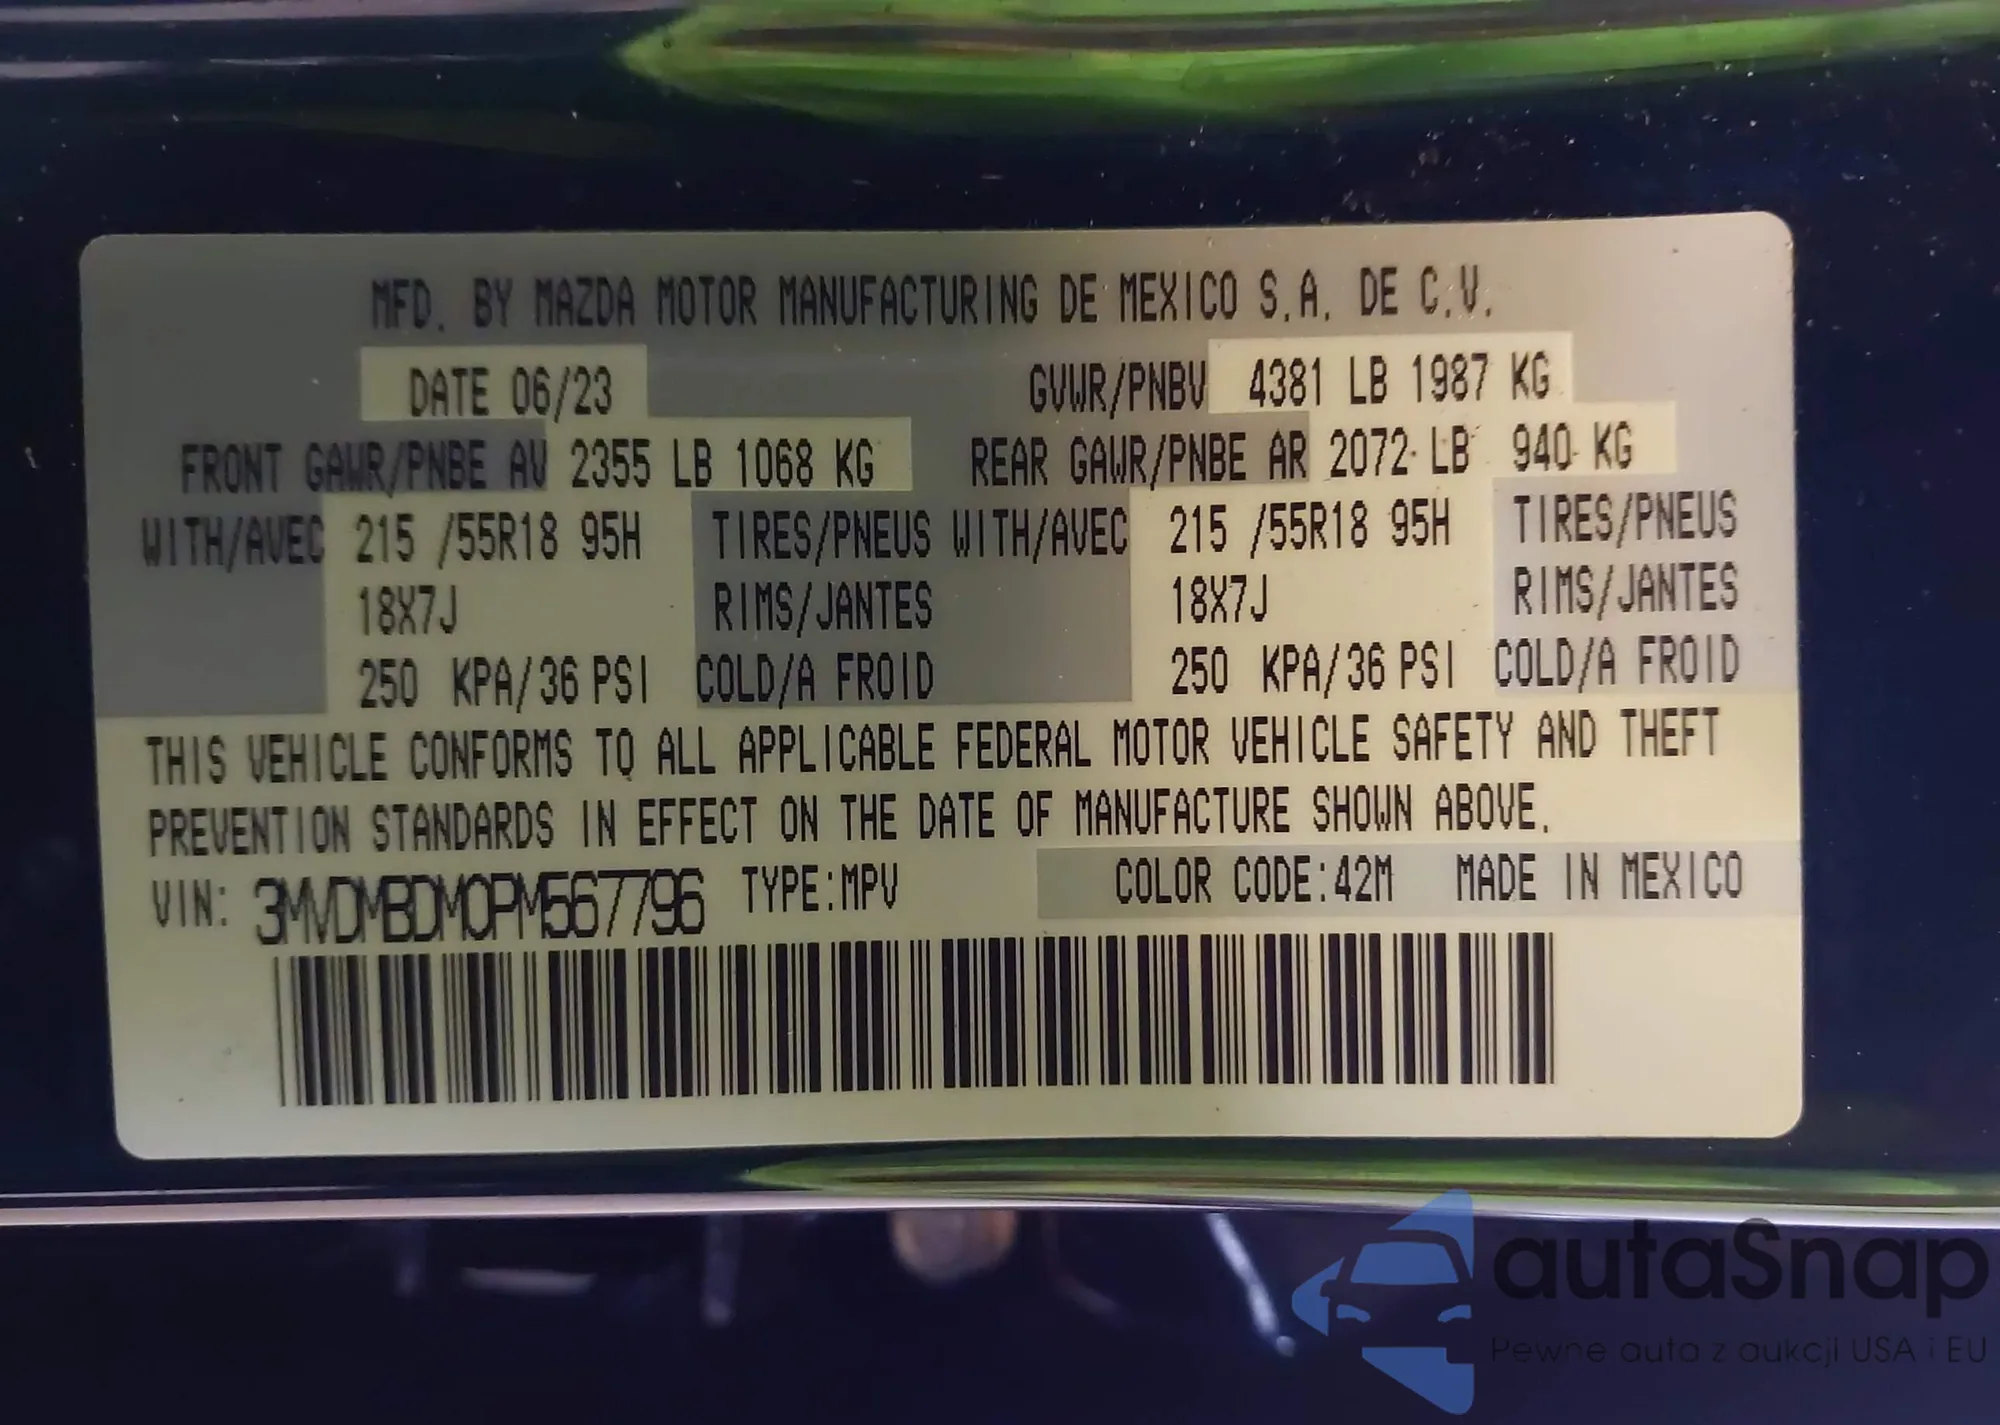 MFD. BY MAZDA MOTOR MANUFACTURING DE MEXICO S.A. DE C.V.
DATE 06/23 GVWR/PNBV 4381 LB 1987 KG
FRONT GAWR/PNBE AV 2355 LB 1068 KG REAR GAWR/PNBE AR 2072 LB 940 KG
WITH/AVEC 215 /55R18 95H TIRES/PNEUS WITH/AVEC 215 /55R18 95H TIRES/PNEUS
18X7J RIMS/JANTES 18X7J RIMS/JANTES
250 KPA/36 PSI COLD/A FROID 250 KPA/36 PSI COLD/A FROID
THIS VEHICLE CONFORMS TO ALL APPLICABLE FEDERAL MOTOR VEHICLE SAFETY AND THEFT
PREVENTION STANDARDS IN EFFECT ON THE DATE OF MANUFACTURE SHOWN ABOVE.
VIN: 3MVDMBDM0PM567796 TYPE:MPV COLOR CODE:42M MADE IN MEXICO
autaSnap
Pewne auta z aukcji USA i EU